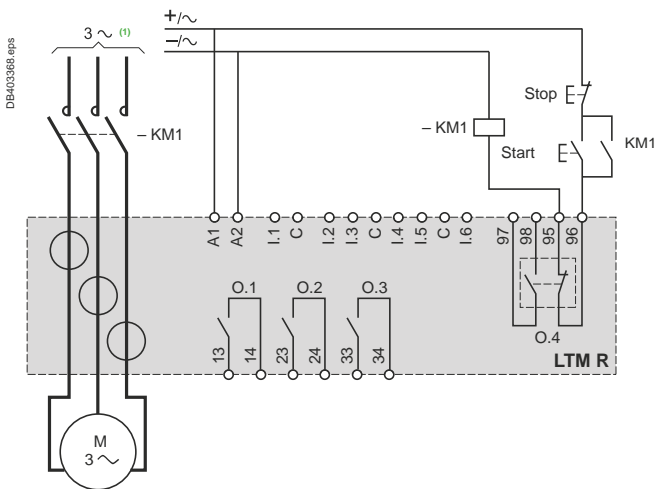 DB403368.eps
3 ~ (1)
+/~
–/~
– KM1
– KM1
Stop
Start
KM1
A1
A2
I.1
C
I.2
I.3
C
I.4
I.5
C
I.6
97
98
95
96
O.1
O.2
O.3
13
14
23
24
33
34
O.4
LTM R
M
3 ~